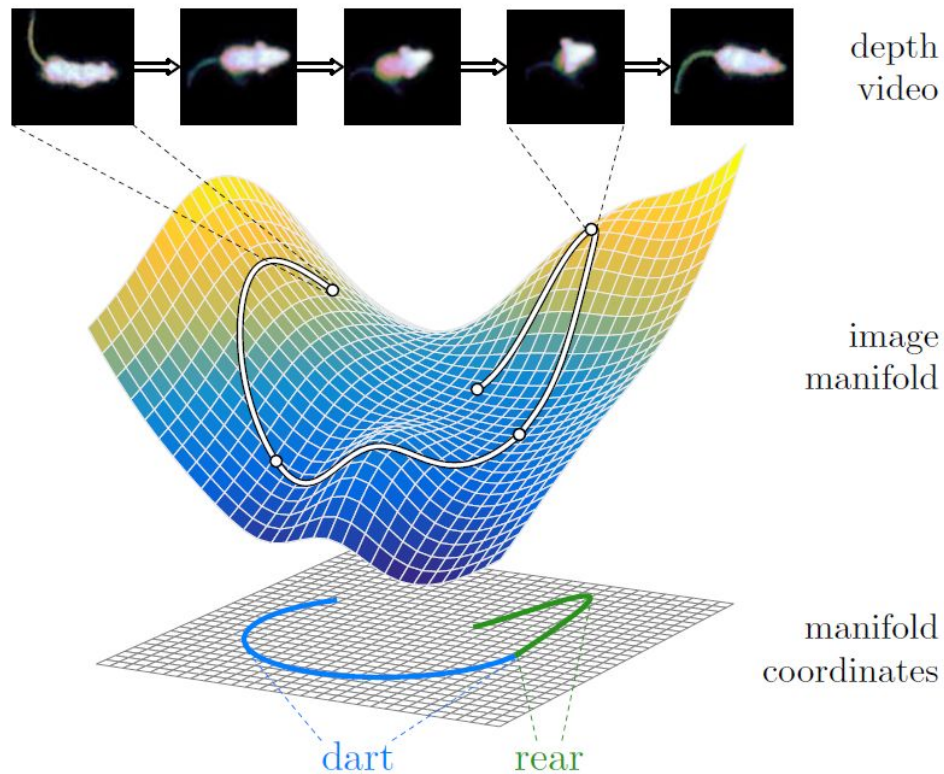 depth
video
image
manifold
manifold
coordinates
dart
rear